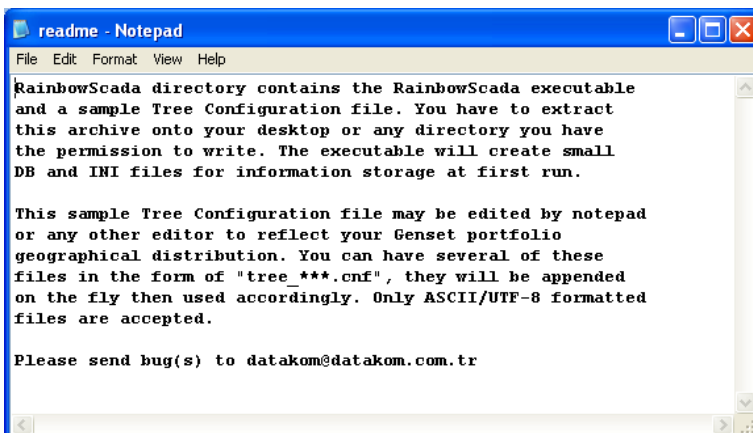 readme - Notepad
File Edit Format View Help
RainbowScada directory contains the RainbowScada executable
and a sample Tree Configuration file. You have to extract
this archive onto your desktop or any directory you have
the permission to write. The executable will create small
DB and INI files for information storage at first run.
This sample Tree Configuration file may be edited by notepad
or any other editor to reflect your Genset portfolio
geographical distribution. You can have several of these
files in the form of "tree_***.cnf", they will be appended
on the fly then used accordingly. Only ASCII/UTF-8 formatted
files are accepted.
Please send bug(s) to datakom@datakom.com.tr